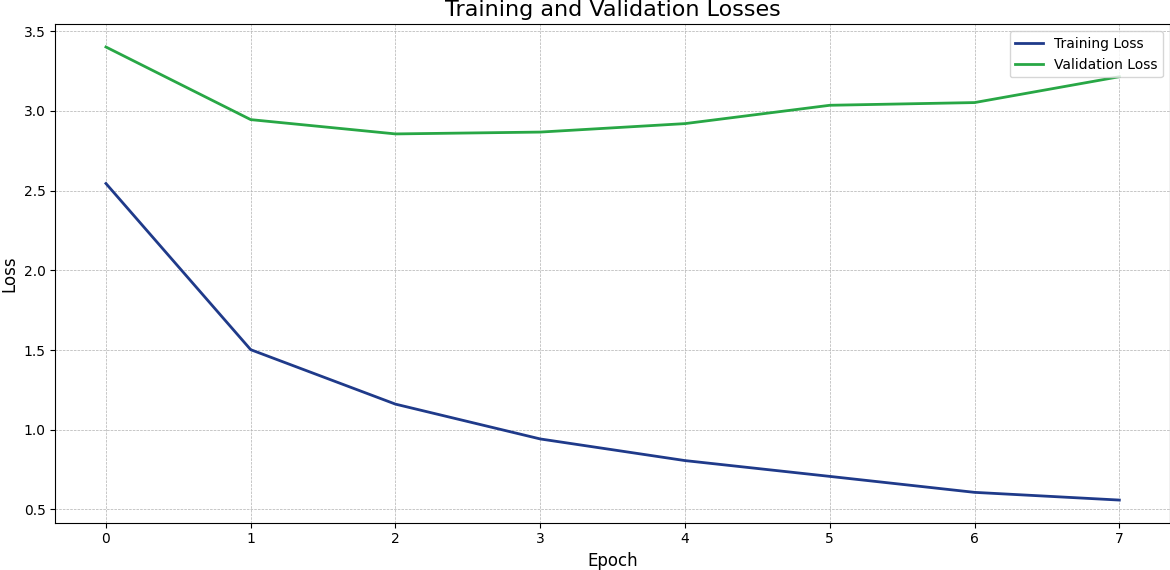 Training and Validation Losses
Training Loss
Validation Loss
3.5
3.0
2.5
2.0
1.5
1.0
0.5
Loss
0 1 2 3 4 5 6 7
Epoch